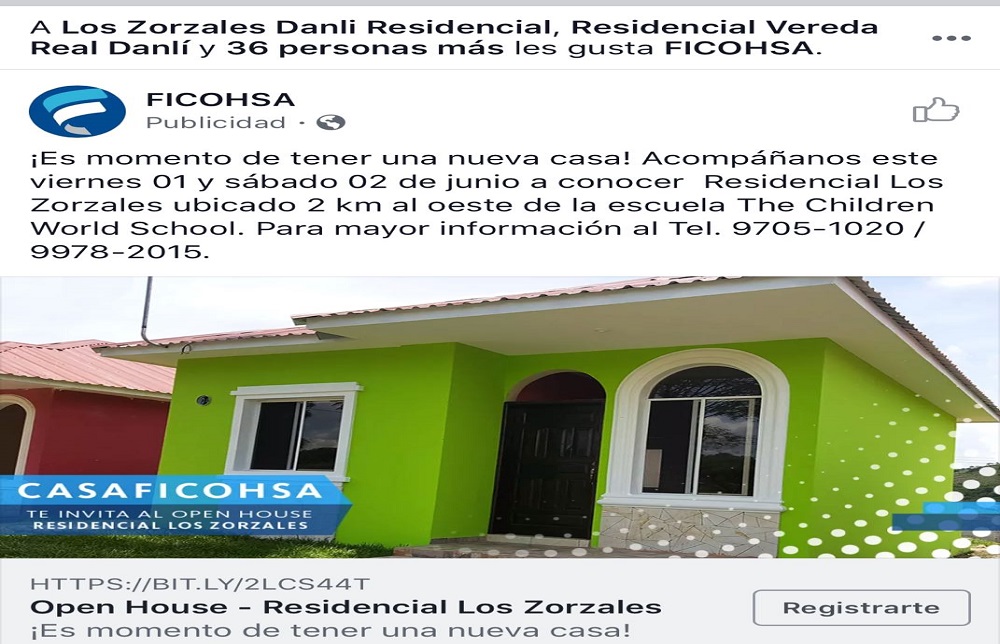 A Los Zorzales Danli Residencial, Residencial Vereda
Real Danlí y 36 personas más les gusta FICOHSA.
FICOHSA
Publicidad ·
¡Es momento de tener una nueva casa! Acompáñanos este
viernes 01 y sábado 02 de junio a conocer Residencial Los
Zorzales ubicado 2 km al oeste de la escuela The Children
World School. Para mayor información al Tel. 9705-1020 /
9978-2015.
CASAFICOHSA
TE INVITA AL OPEN HOUSE
RESIDENCIAL LOS ZORZALES
HTTPS://BIT.LY/2LCS44T
Open House - Residencial Los Zorzales
Registrarte
¡Es momento de tener una nueva casa!